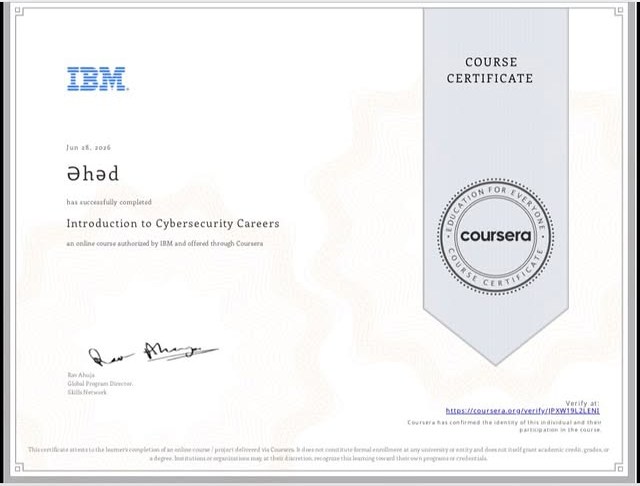 IBM
COURSE
CERTIFICATE
Jun 28, 2026
Əhəd
has successfully completed
Introduction to Cybersecurity Careers
an online course authorized by IBM and offered through Coursera
EDUCATION FOR EVERYONE
coursera
COURSE CERTIFICATE
Rav Ahuja
Global Program Director
Skills Network
Verify at:
https://coursera.org/verify/JPXW19L2LENJ
Coursera has confirmed the identity of this individual and their
participation in the course.
This certificate attests to the learner's completion of an online course / project delivered via Coursera. It does not constitute formal enrollment at any university or entity and does not itself grant academic credit, grades, or
a degree. Institutions or organizations may, at their discretion, recognize this learning toward their own programs or credentials.